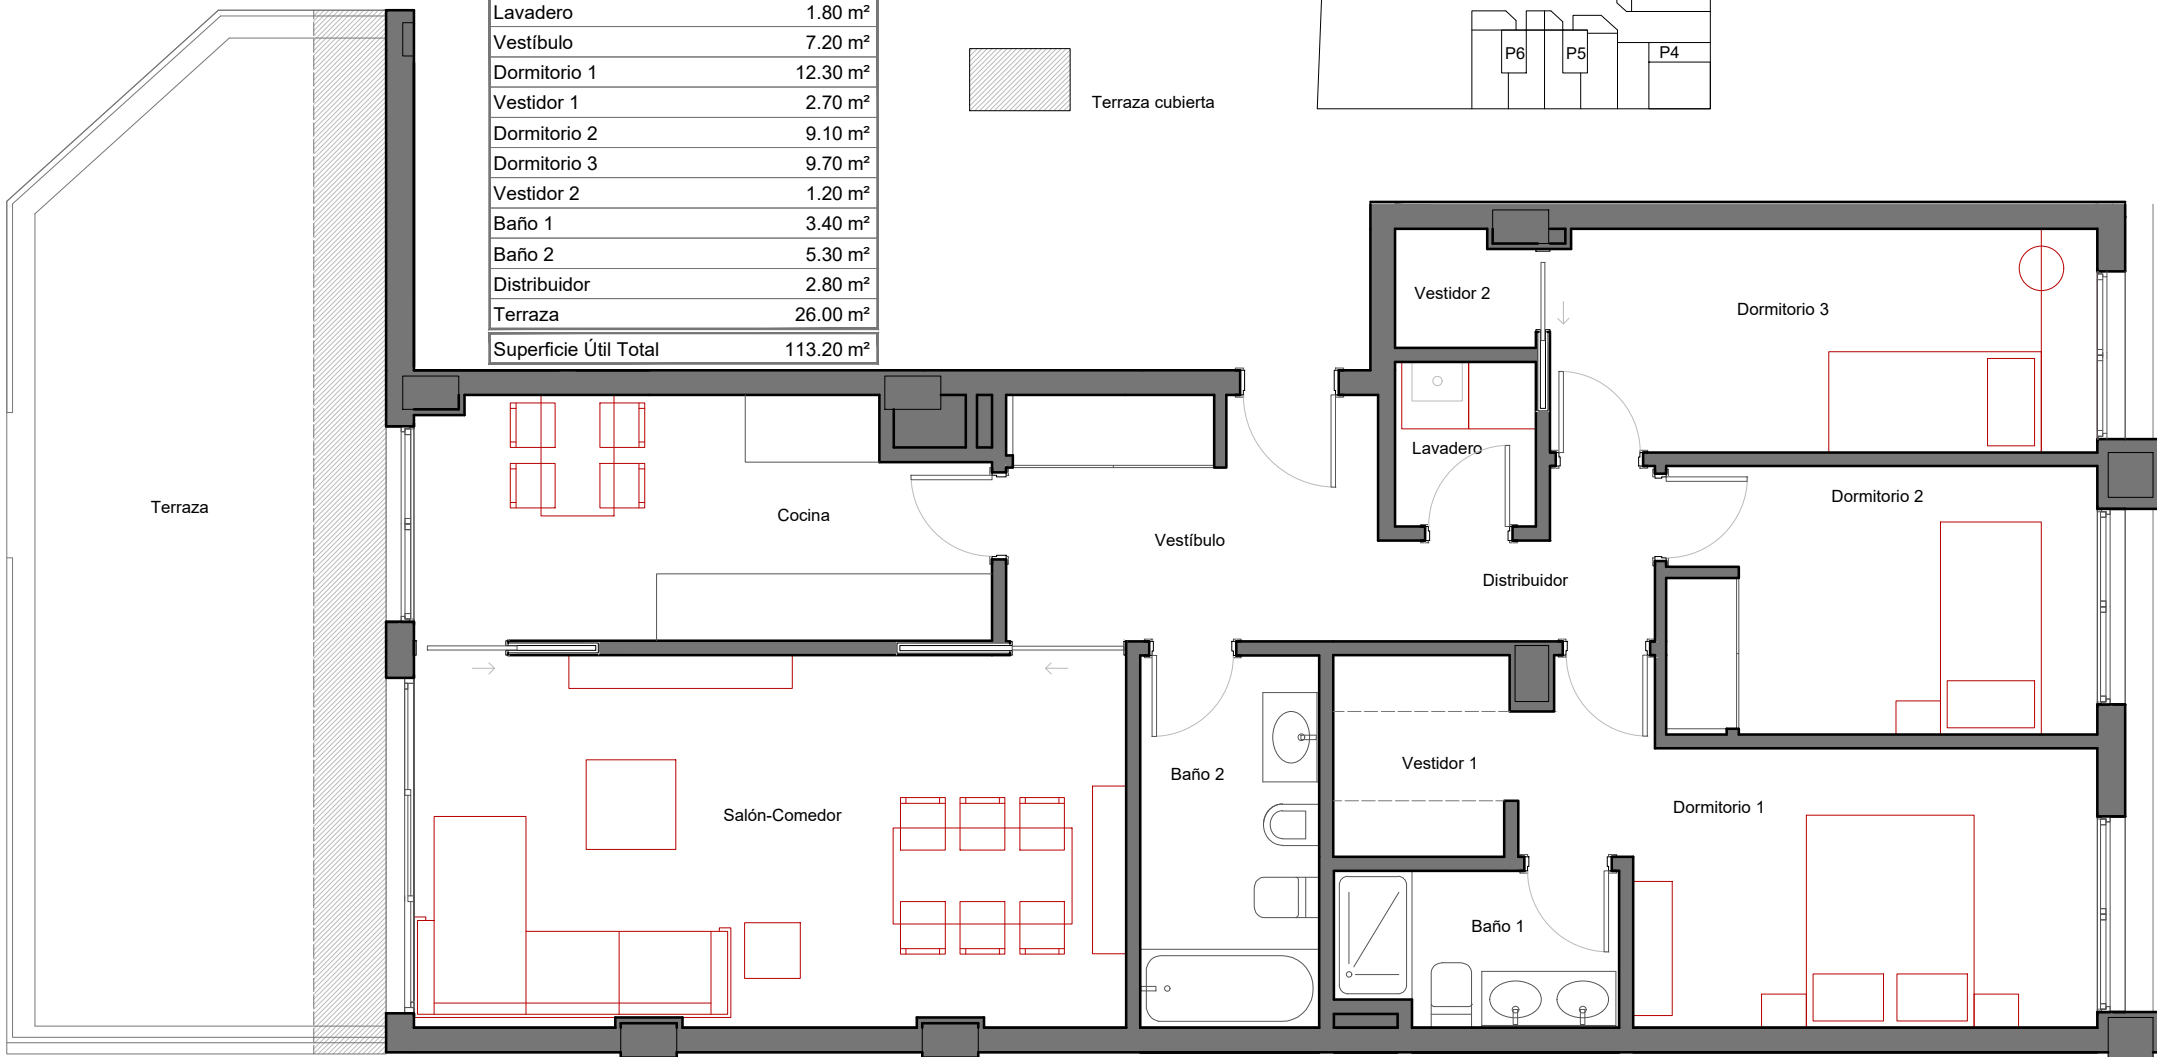 Lavadero 1.80 m²
Vestíbulo 7.20 m²
Dormitorio 1 12.30 m²
Vestidor 1 2.70 m²
Dormitorio 2 9.10 m²
Dormitorio 3 9.70 m²
Vestidor 2 1.20 m²
Baño 1 3.40 m²
Baño 2 5.30 m²
Distribuidor 2.80 m²
Terraza 26.00 m²
Superficie Útil Total 113.20 m²
Terraza cubierta
P6 P5 P4
Vestidor 2
Dormitorio 3
Lavadero
Dormitorio 2
Terraza
Cocina
Vestíbulo
Distribuidor
Baño 2
Vestidor 1
Dormitorio 1
Salón-Comedor
Baño 1